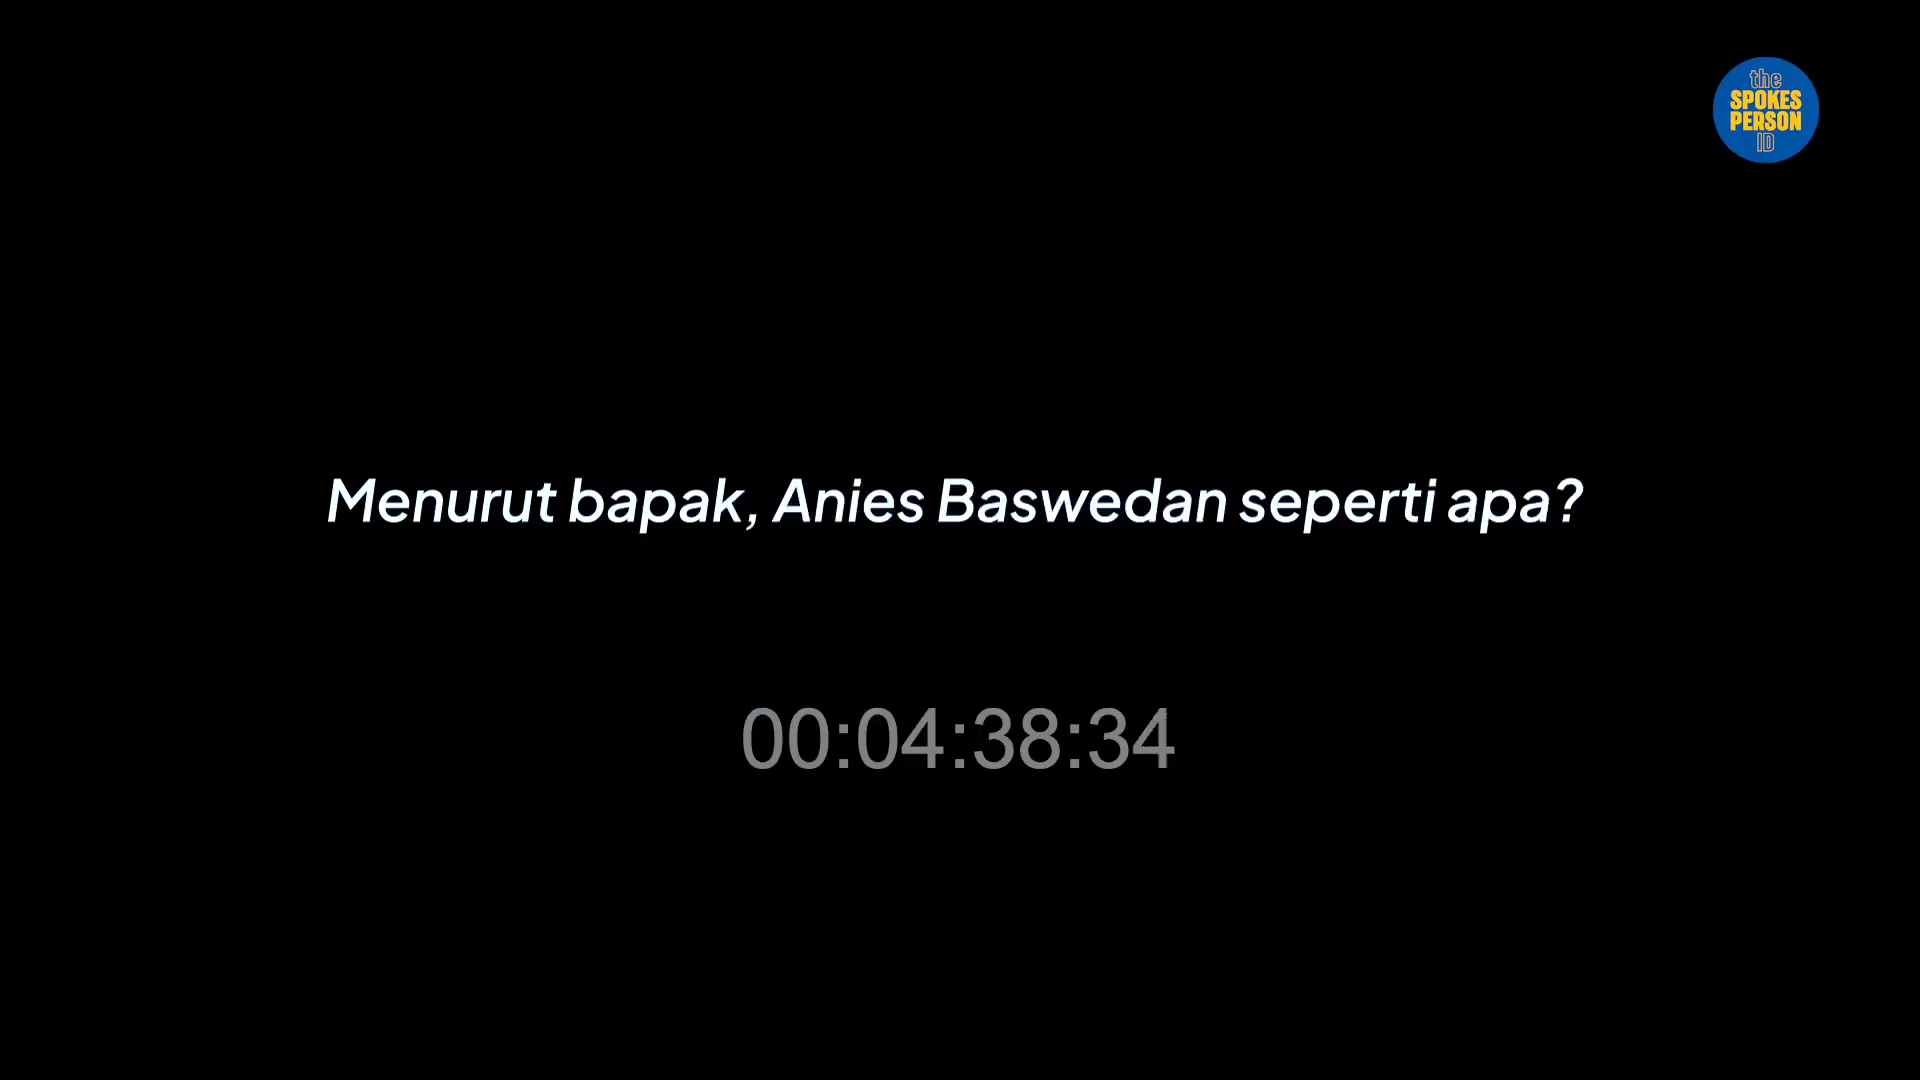 the
SPOKES
PERSON
ID
Menurut bapak, Anies Baswedan seperti apa?
00:04:38:34